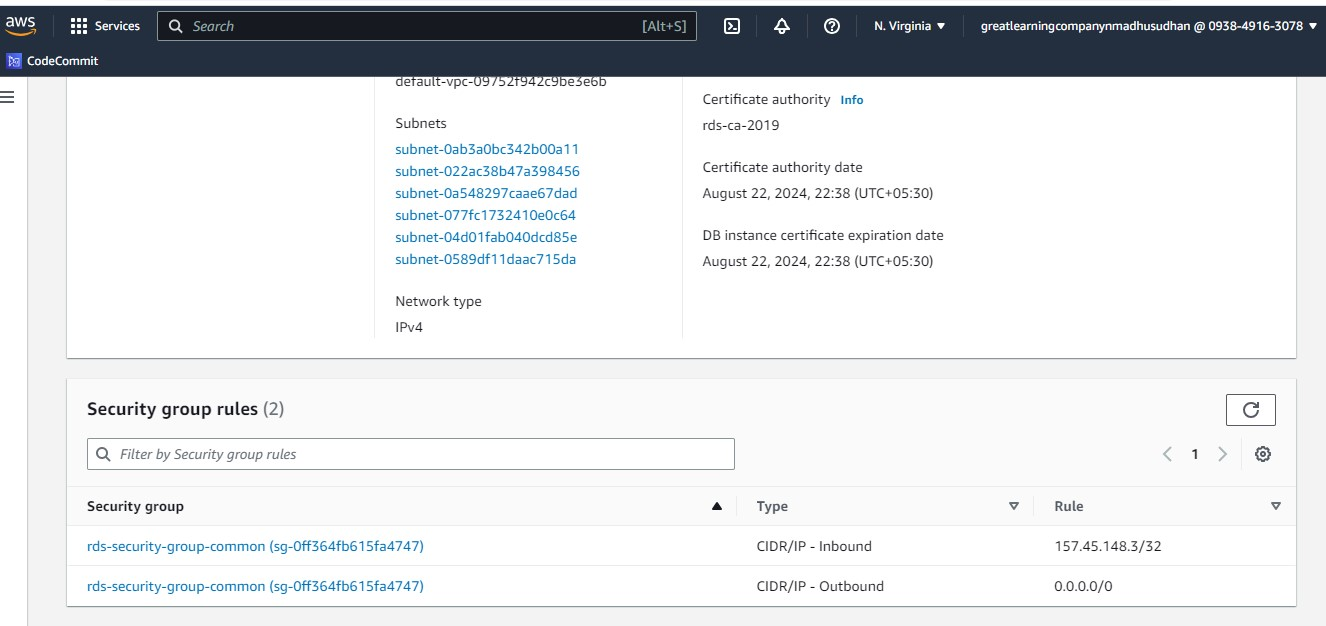 aws
Services
Search [Alt+S]
N. Virginia
greatlearningcompanynmadhusudhan @ 0938-4916-3078
CodeCommit
default-vpc-09752f942c9be3e6b
Subnets
subnet-0ab3a0bc342b00a11
subnet-022ac38b47a398456
subnet-0a548297caae67dad
subnet-077fc1732410e0c64
subnet-04d01fab040dcd85e
subnet-0589df11daac715da
Network type
IPv4
Certificate authority Info
rds-ca-2019
Certificate authority date
August 22, 2024, 22:38 (UTC+05:30)
DB instance certificate expiration date
August 22, 2024, 22:38 (UTC+05:30)
Security group rules (2)
Filter by Security group rules
1
Security group Type Rule
rds-security-group-common (sg-0ff364fb615fa4747) CIDR/IP - Inbound 157.45.148.3/32
rds-security-group-common (sg-0ff364fb615fa4747) CIDR/IP - Outbound 0.0.0.0/0